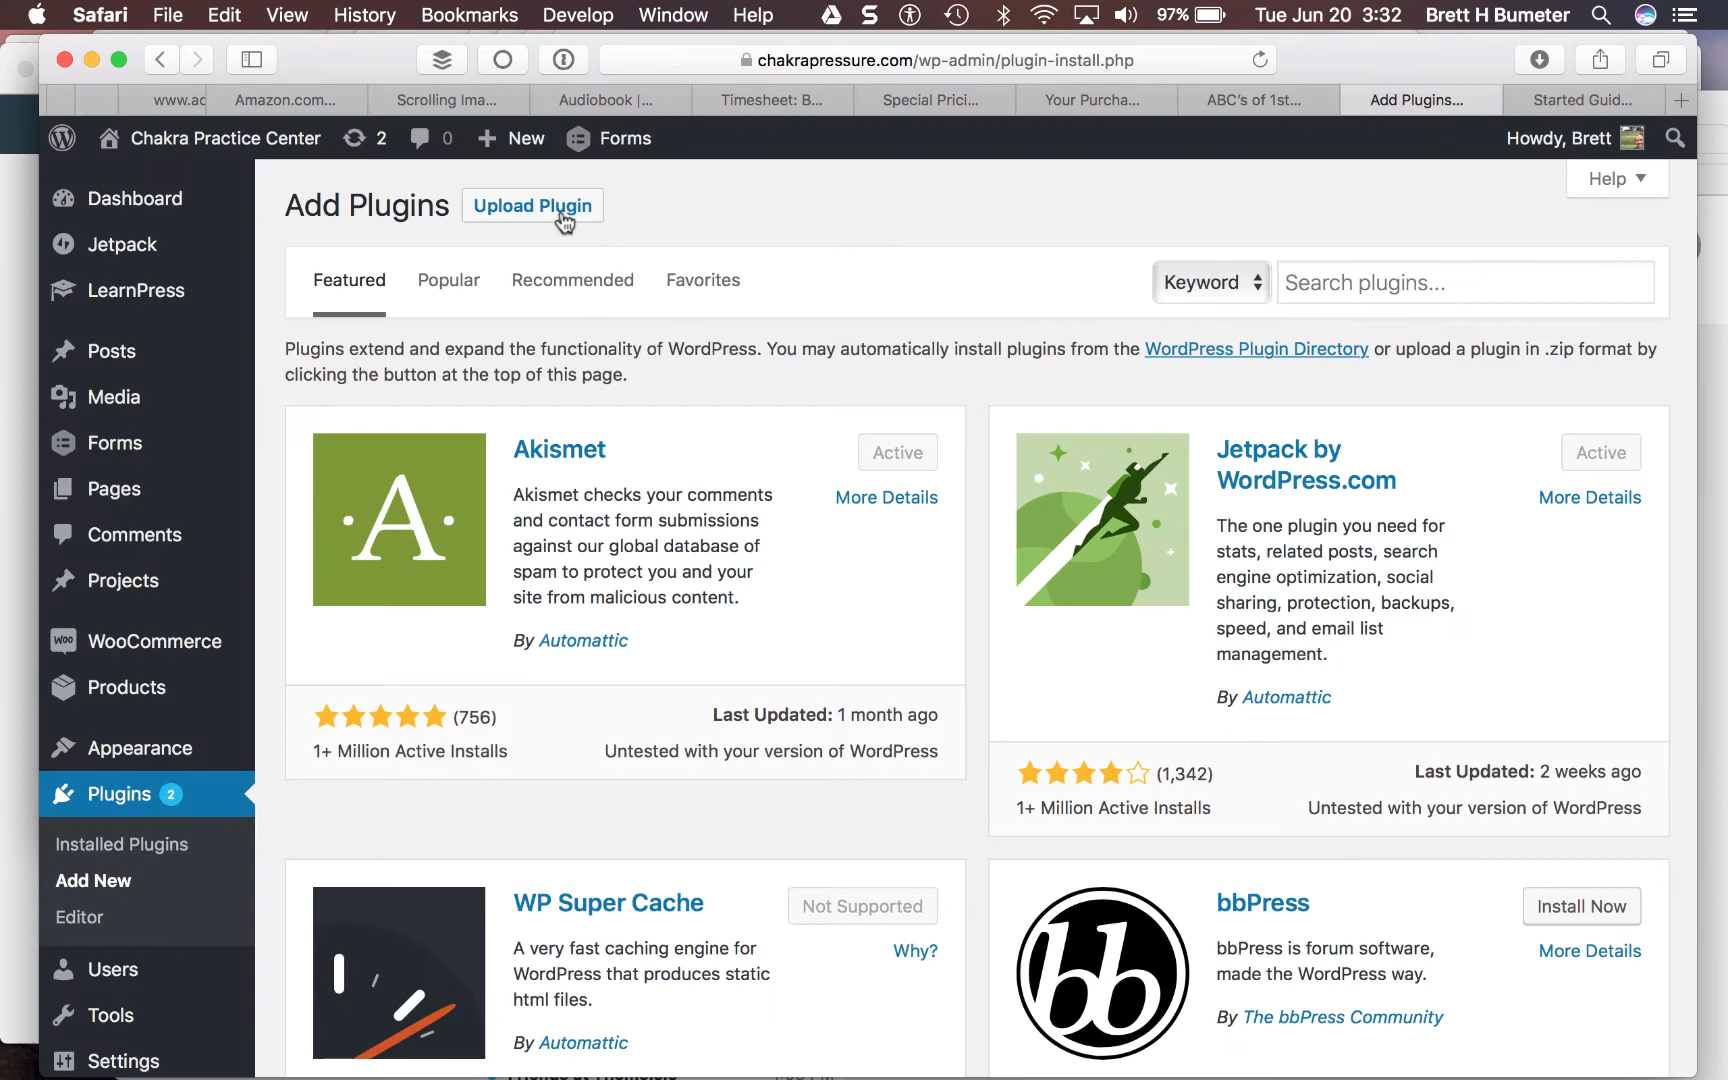 Safari File Edit View History Bookmarks Develop Window Help S 97% Tue Jun 20 3:32 Brett H Bumeter
chakrapressure.com/wp-admin/plugin-install.php
www.ac Amazon.com... Scrolling Ima... Audiobook |... Timesheet: B... Special Prici... Your Purcha... ABC's of 1st... Add Plugins... Started Guid...
Chakra Practice Center 2 0 New Forms Howdy, Brett
Help
Add Plugins Upload Plugin
Dashboard
Jetpack
LearnPress
Posts
Media
Forms
Pages
Comments
Projects
Woo WooCommerce
Products
Appearance
Plugins 2
Installed Plugins
Add New
Editor
Users
Tools
Settings
Featured Popular Recommended Favorites Keyword Search plugins...
Plugins extend and expand the functionality of WordPress. You may automatically install plugins from the WordPress Plugin Directory or upload a plugin in .zip format by
clicking the button at the top of this page.
A
Akismet
Active
More Details
Akismet checks your comments
and contact form submissions
against our global database of
spam to protect you and your
site from malicious content.
By Automattic
(756)
Last Updated: 1 month ago
1+ Million Active Installs
Untested with your version of WordPress
Jetpack by
WordPress.com
Active
More Details
The one plugin you need for
stats, related posts, search
engine optimization, social
sharing, protection, backups,
speed, and email list
management.
By Automattic
(1,342)
Last Updated: 2 weeks ago
1+ Million Active Installs
Untested with your version of WordPress
WP Super Cache
Not Supported
Why?
A very fast caching engine for
WordPress that produces static
html files.
By Automattic
bb
bbPress
Install Now
More Details
bbPress is forum software,
made the WordPress way.
By The bbPress Community